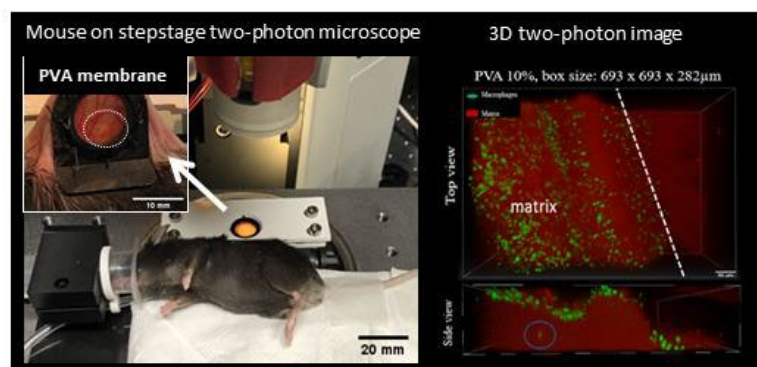 Mouse on stepstage two-photon microscope
PVA membrane
10 mm
20 mm
3D two-photon image
PVA 10%, box size: 693 x 693 x 282µm
Macrophages
Matrix
Top view
matrix
Side view